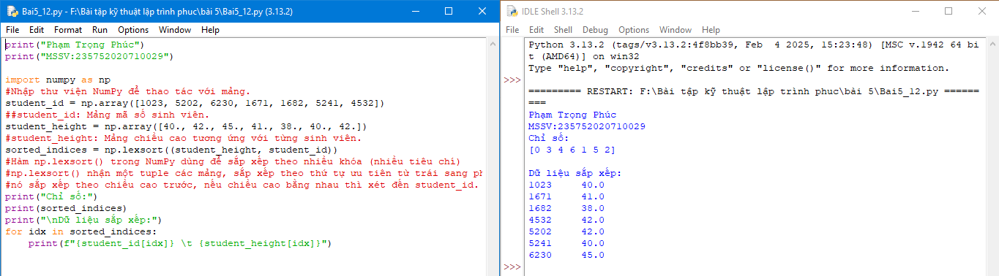 Bai5_12.py - F:\Bài tập kỹ thuật lập trình phuc\bài 5\Bai5_12.py (3.13.2)
File Edit Format Run Options Window Help
print("Phạm Trọng Phúc")
print("MSSV:235752020710029")
import numpy as np
#Nhập thư viện NumPy để thao tác với mảng.
student_id = np.array([1023, 5202, 6230, 1671, 1682, 5241, 4532])
##student_id: Mảng mã số sinh viên.
student_height = np.array([40., 42., 45., 41., 38., 40., 42.])
#student_height: Mảng chiều cao tương ứng với từng sinh viên.
sorted_indices = np.lexsort((student_height, student_id))
#Hàm np.lexsort() trong NumPy dùng để sắp xếp theo nhiều khóa (nhiều tiêu chí)
#np.lexsort() nhận một tuple các mảng, sắp xếp theo thứ tự ưu tiên từ trái sang
#nó sắp xếp theo chiều cao trước, nếu chiều cao bằng nhau thì xét đến student_id.
print("Chỉ số:")
print(sorted_indices)
print("\nDữ liệu sắp xếp:")
for idx in sorted_indices:
    print(f"{student_id[idx]} \t {student_height[idx]}")
IDLE Shell 3.13.2
File Edit Shell Debug Options Window Help
Python 3.13.2 (tags/v3.13.2:4f8bb39, Feb  4 2025, 15:23:48) [MSC v.1942 64 bi
t (AMD64)] on win32
Type "help", "copyright", "credits" or "license()" for more information.
>>>
========= RESTART: F:\Bài tập kỹ thuật lập trình phuc\bài 5\Bai5_12.py ======
===
Phạm Trọng Phúc
MSSV:235752020710029
Chỉ số:
[0 3 4 6 1 5 2]
Dữ liệu sắp xếp:
1023 40.0
1671 41.0
1682 38.0
4532 42.0
5202 42.0
5241 40.0
6230 45.0
>>>